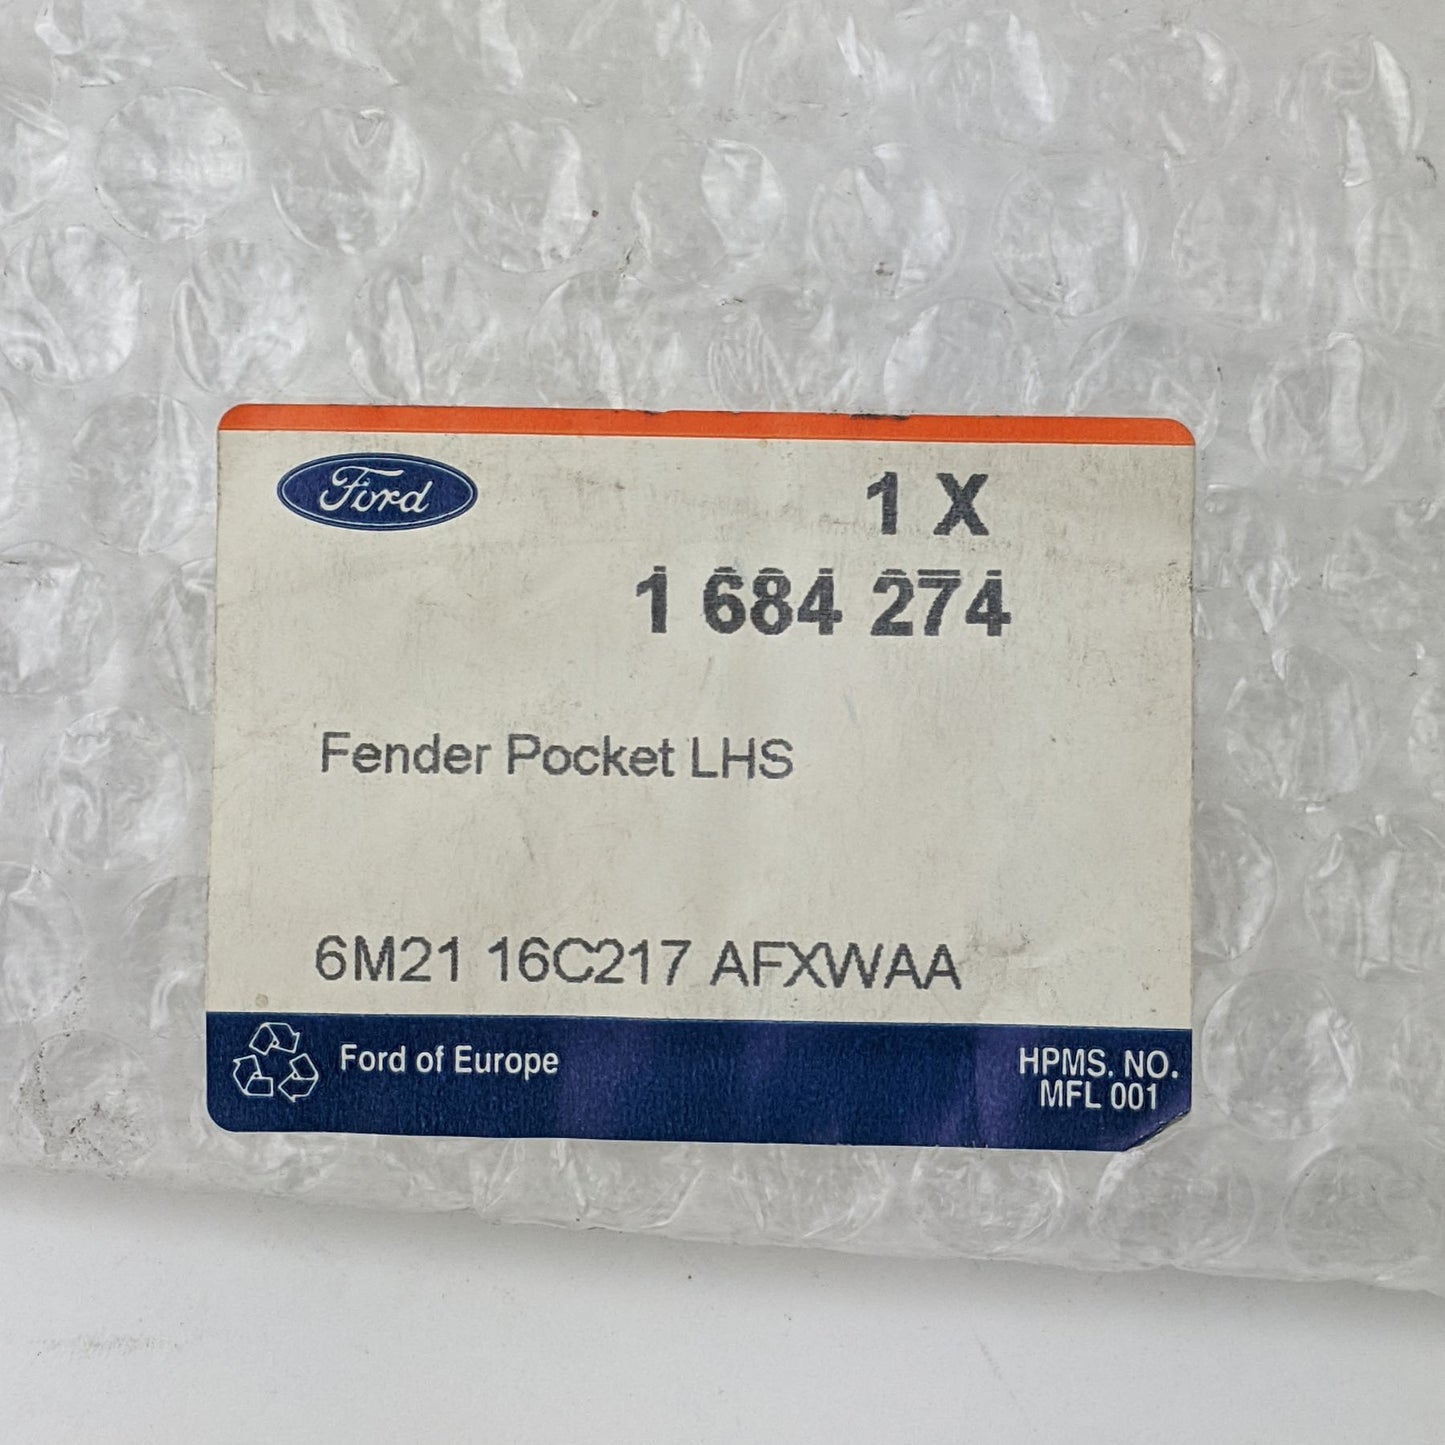 Ford
1 X
1 684 274
Fender Pocket LHS
6M21 16C217 AFXWAA
Ford of Europe
HPMS. NO.
MFL 001